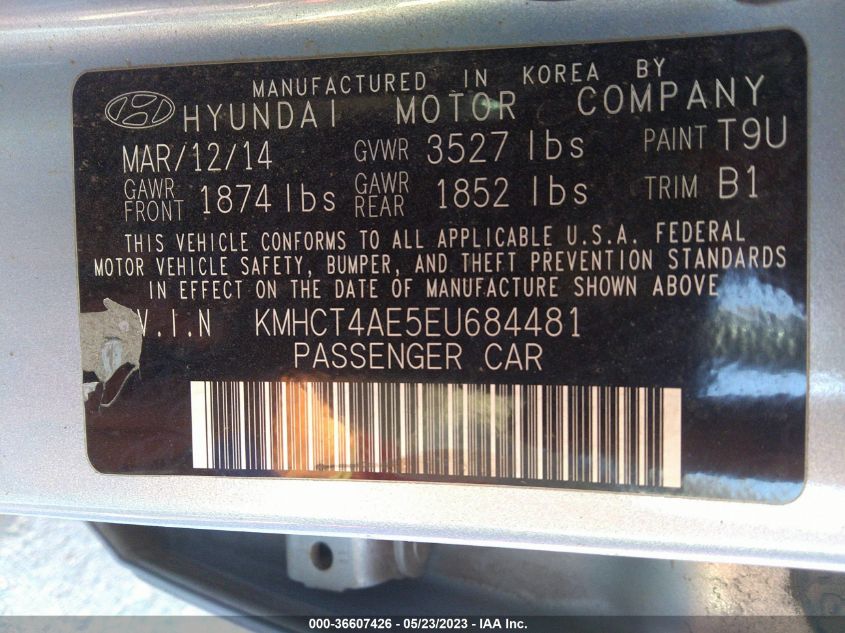 MANUFACTURED IN KOREA BY
HYUNDAI MOTOR COMPANY
MAR/12/14 GVWR 3527 lbs PAINT T9U
GAWR FRONT 1874 lbs GAWR REAR 1852 lbs TRIM B1
THIS VEHICLE CONFORMS TO ALL APPLICABLE U.S.A. FEDERAL
MOTOR VEHICLE SAFETY, BUMPER, AND THEFT PREVENTION STANDARDS
IN EFFECT ON THE DATE OF MANUFACTURE SHOWN ABOVE
V.I.N KMHCT4AE5EU684481
PASSENGER CAR
000-36607426 - 05/23/2023 - IAA Inc.